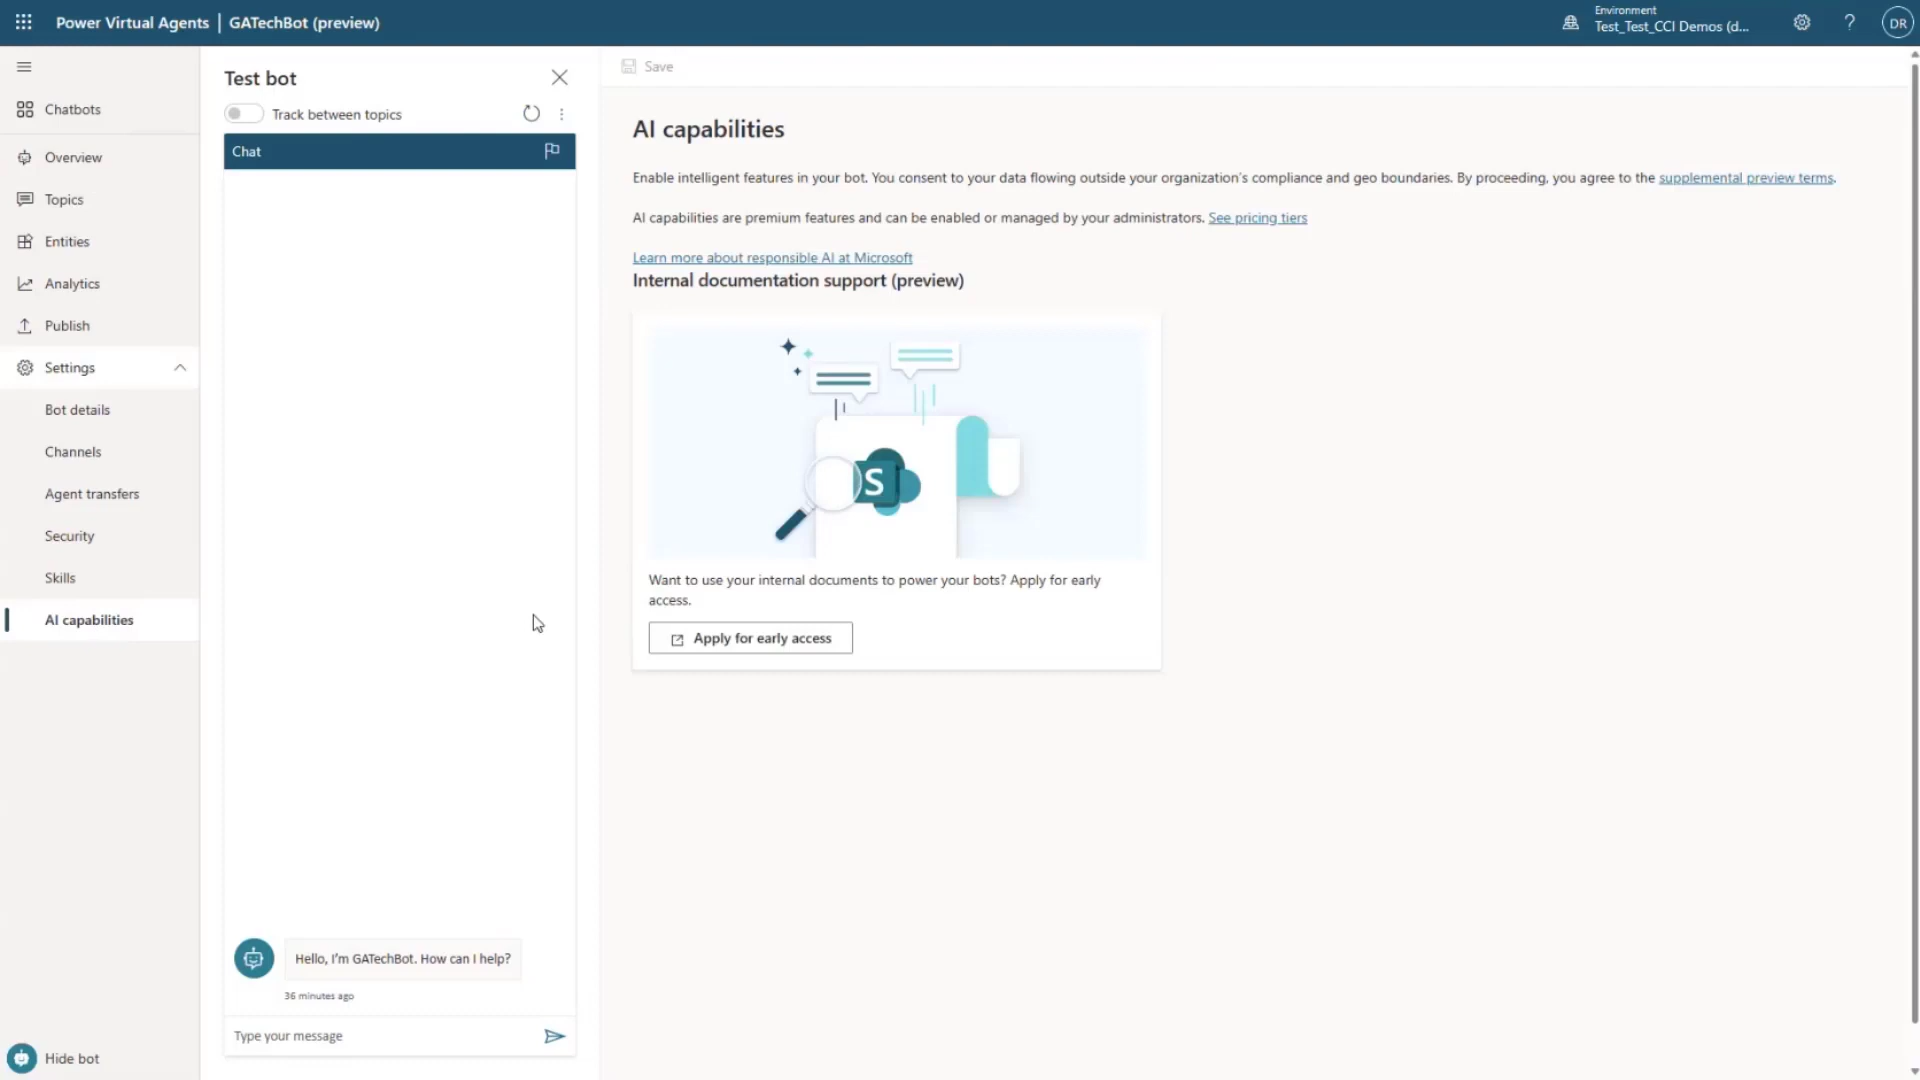 Power Virtual Agents | GATechBot (preview)
Environment
Test_Test_CCI Demos (d...
?
DR
Chatbots
Overview
Topics
Entities
Analytics
Publish
Settings
Bot details
Channels
Agent transfers
Security
Skills
AI capabilities
Hide bot
Test bot
Track between topics
Chat
Hello, I'm GATechBot. How can I help?
36 minutes ago
Type your message
Save
AI capabilities
Enable intelligent features in your bot. You consent to your data flowing outside your organization's compliance and geo boundaries. By proceeding, you agree to the supplemental preview terms.
AI capabilities are premium features and can be enabled or managed by your administrators. See pricing tiers
Learn more about responsible AI at Microsoft
Internal documentation support (preview)
S
Want to use your internal documents to power your bots? Apply for early
access.
Apply for early access